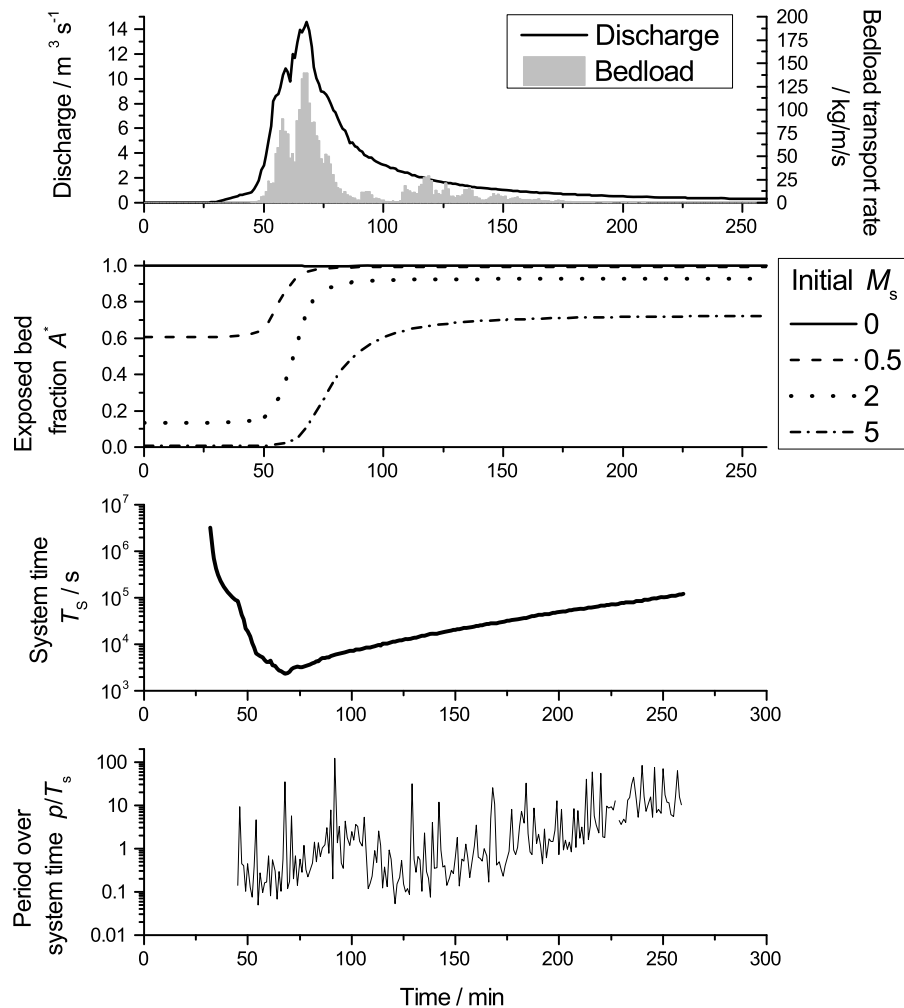 Discharge / m³ s⁻¹
14
12
10
8
6
4
2
0
Discharge
Bedload
200
175
150
125
100
75
50
25
0
Bedload transport rate
/ kg/m/s
0 50 100 150 200 250
Exposed bed
fraction A*
1.0
0.8
0.6
0.4
0.2
0.0
0 50 100 150 200 250
Initial Ms
0
0.5
2
5
System time
Ts / s
10⁷
10⁶
10⁵
10⁴
10³
0 50 100 150 200 250 300
Period over
system time p/Ts
100
10
1
0.1
0.01
0 50 100 150 200 250 300
Time / min